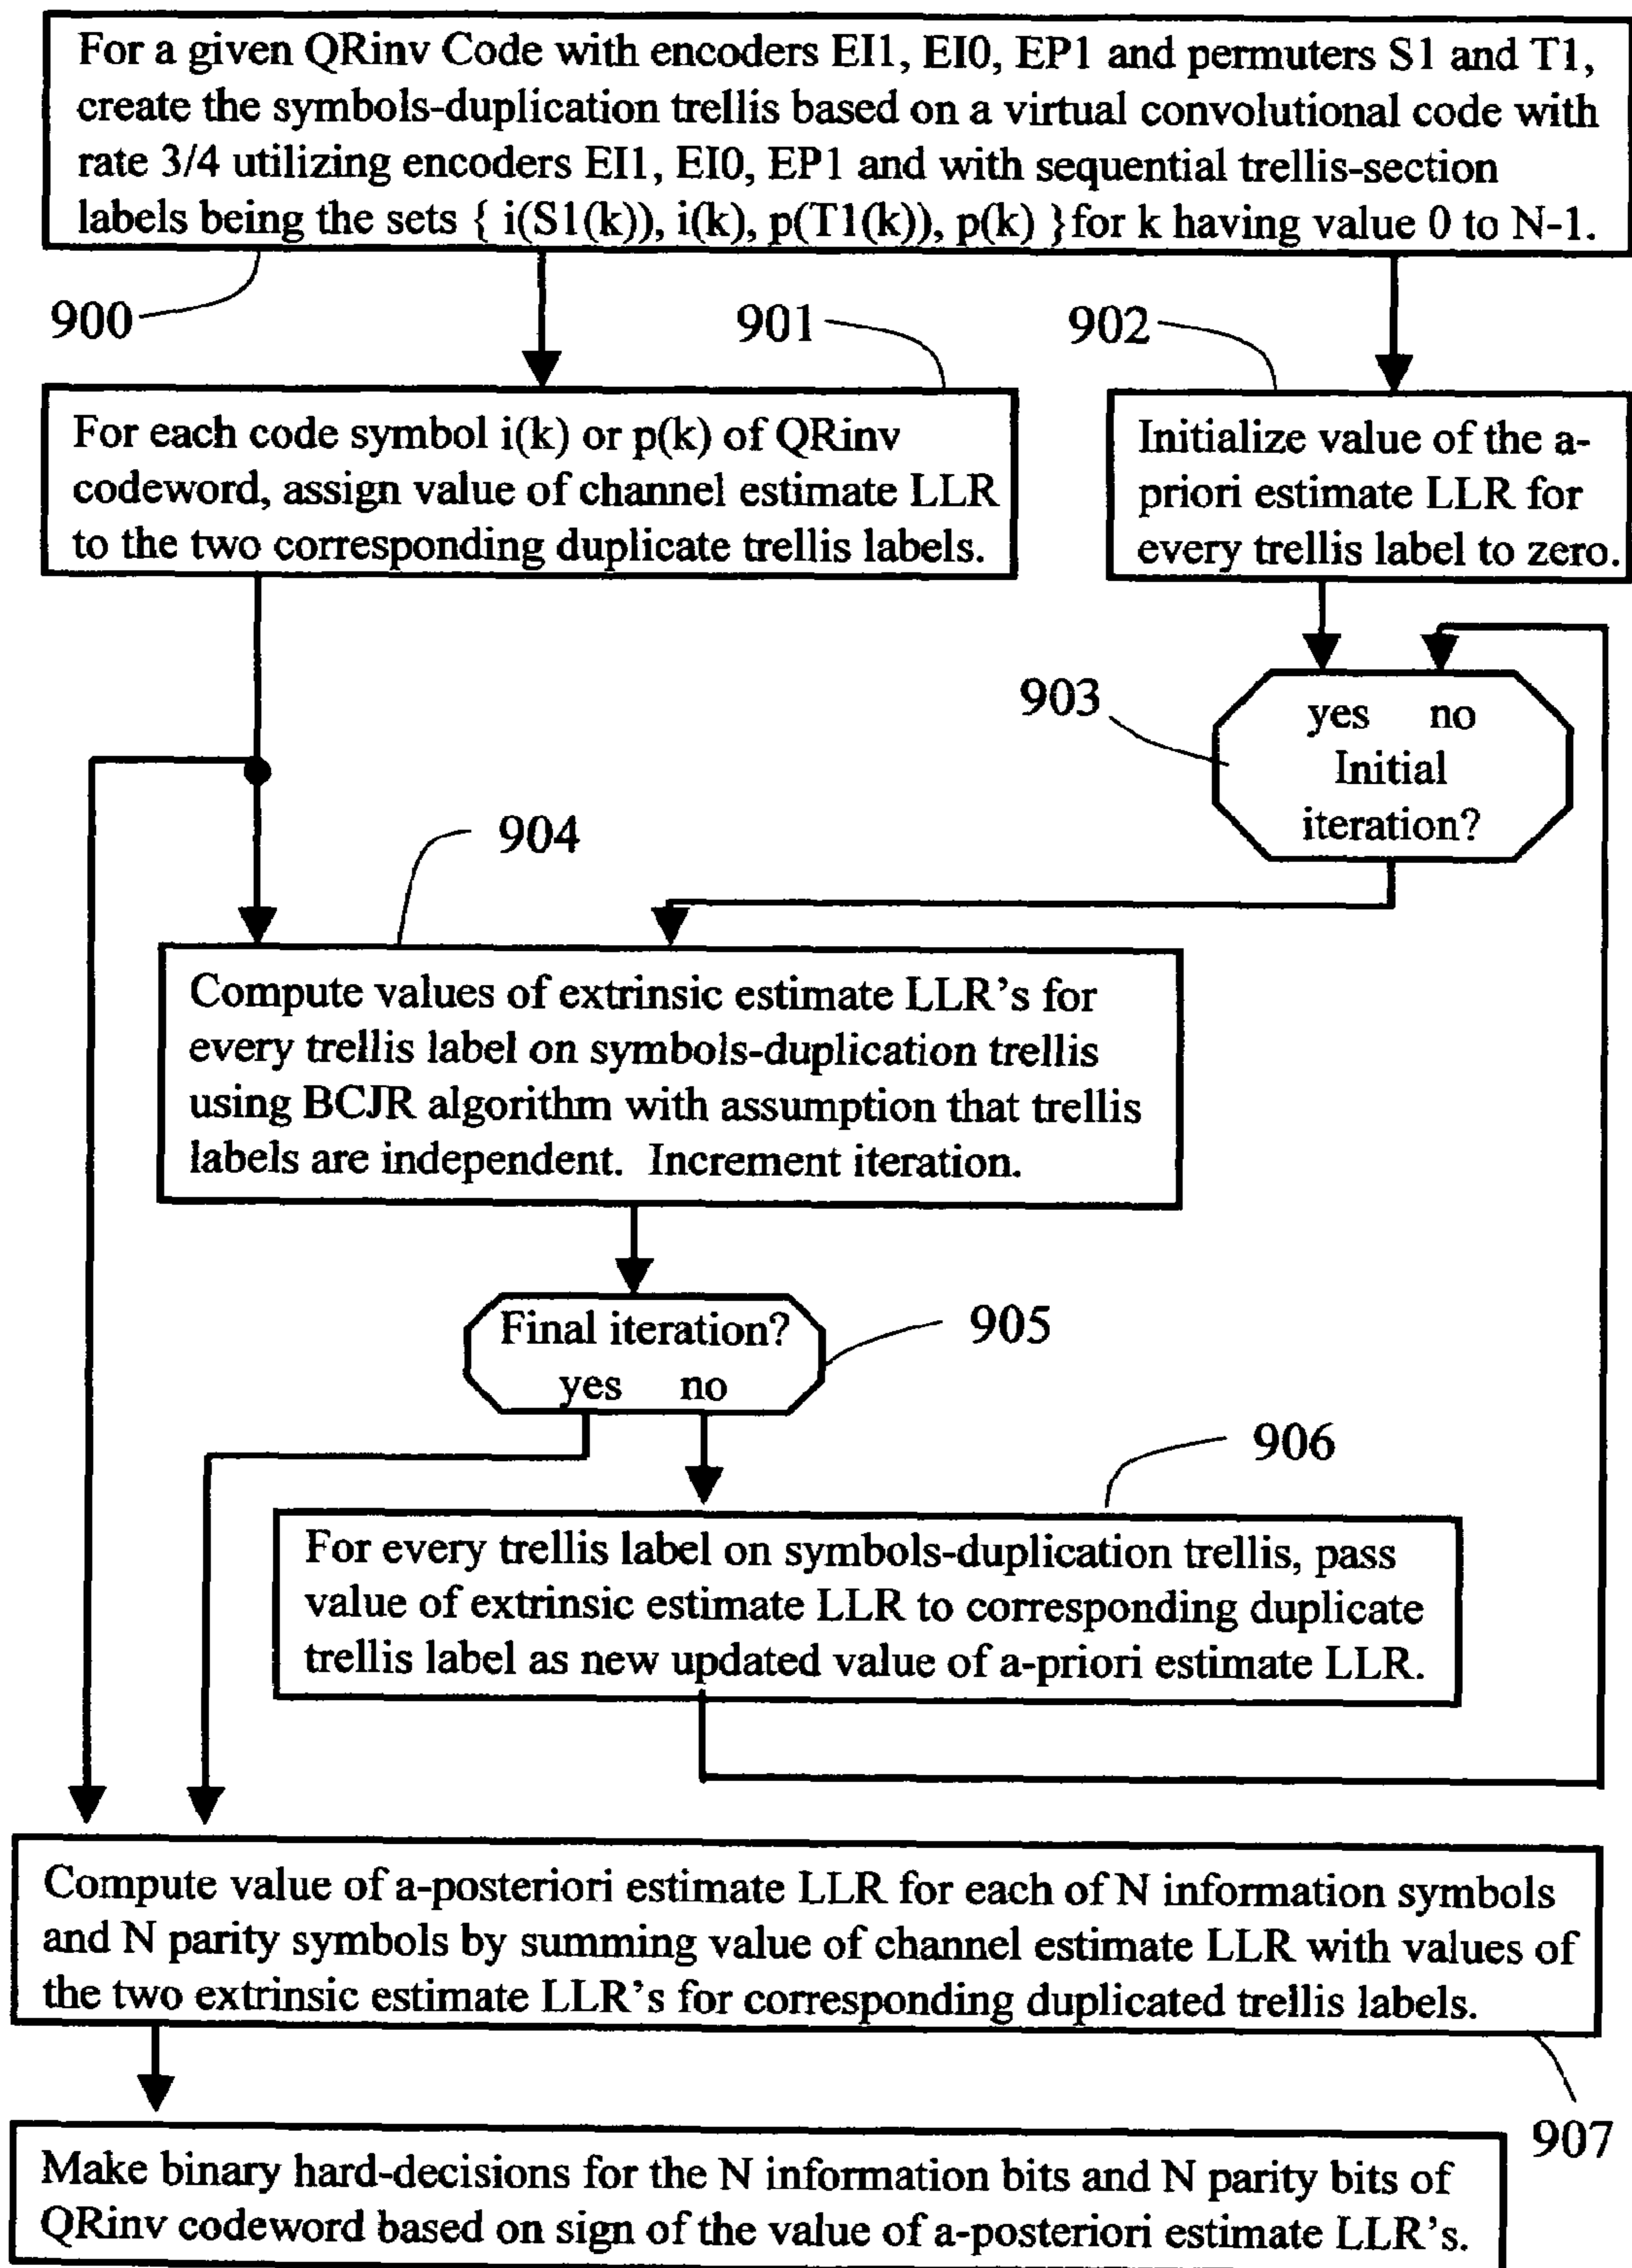 For a given QRinv Code with encoders EI1, EI0, EP1 and permuters S1 and T1,
create the symbols-duplication trellis based on a virtual convolutional code with
rate 3/4 utilizing encoders EI1, EI0, EP1 and with sequential trellis-section
labels being the sets { i(S1(k)), i(k), p(T1(k)), p(k) }for k having value 0 to N-1.
900
901
902
For each code symbol i(k) or p(k) of QRinv
codeword, assign value of channel estimate LLR
to the two corresponding duplicate trellis labels.
Initialize value of the a-
priori estimate LLR for
every trellis label to zero.
903
yes no
Initial
iteration?
904
Compute values of extrinsic estimate LLR's for
every trellis label on symbols-duplication trellis
using BCJR algorithm with assumption that trellis
labels are independent. Increment iteration.
Final iteration?
yes no
905
906
For every trellis label on symbols-duplication trellis, pass
value of extrinsic estimate LLR to corresponding duplicate
trellis label as new updated value of a-priori estimate LLR.
Compute value of a-posteriori estimate LLR for each of N information symbols
and N parity symbols by summing value of channel estimate LLR with values of
the two extrinsic estimate LLR's for corresponding duplicated trellis labels.
907
Make binary hard-decisions for the N information bits and N parity bits of
QRinv codeword based on sign of the value of a-posteriori estimate LLR's.